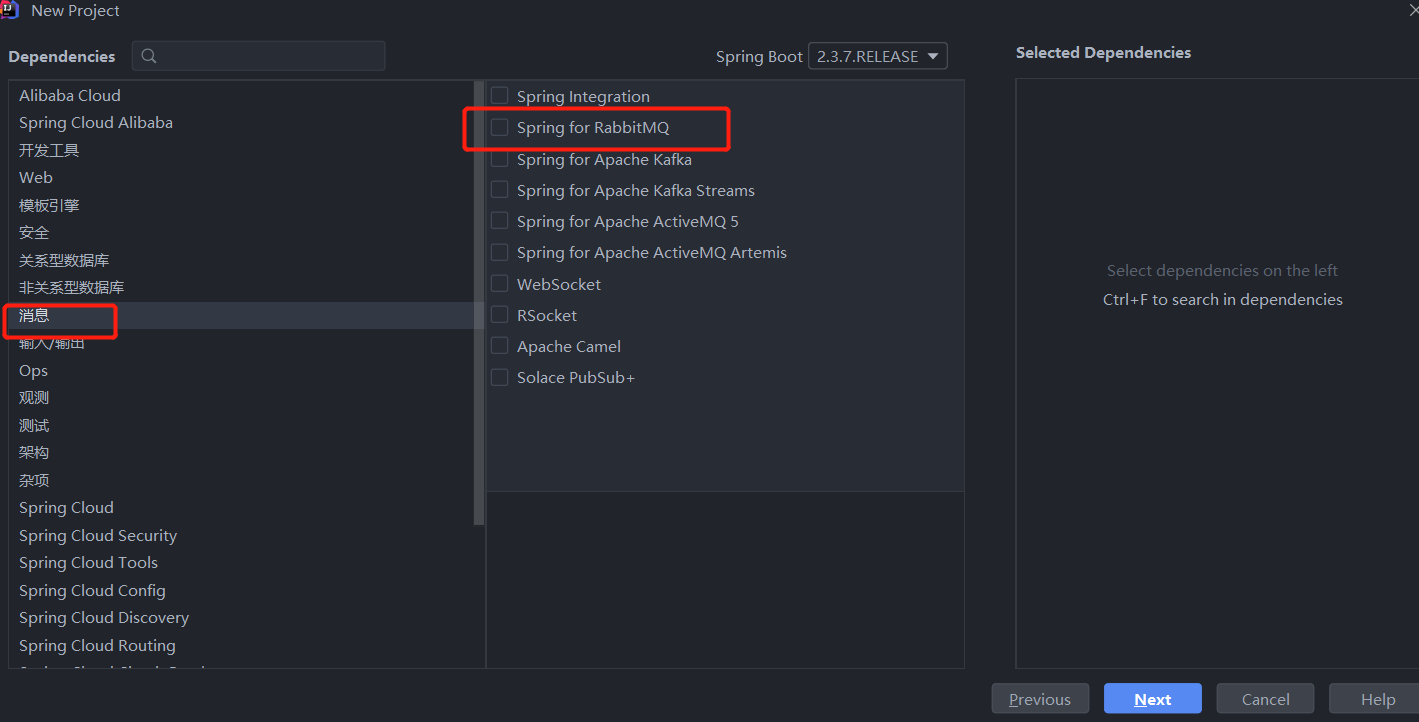 New Project
Dependencies
Spring Boot 2.3.7.RELEASE
Selected Dependencies
Alibaba Cloud
Spring Cloud Alibaba
开发工具
Web
模板引擎
安全
关系型数据库
非关系型数据库
消息
输入/输出
Ops
观测
测试
架构
杂项
Spring Cloud
Spring Cloud Security
Spring Cloud Tools
Spring Cloud Config
Spring Cloud Discovery
Spring Cloud Routing
Spring Integration
Spring for RabbitMQ
Spring for Apache Kafka
Spring for Apache Kafka Streams
Spring for Apache ActiveMQ 5
Spring for Apache ActiveMQ Artemis
WebSocket
RSocket
Apache Camel
Solace PubSub+
Select dependencies on the left
Ctrl+F to search in dependencies
Previous
Next
Cancel
Help